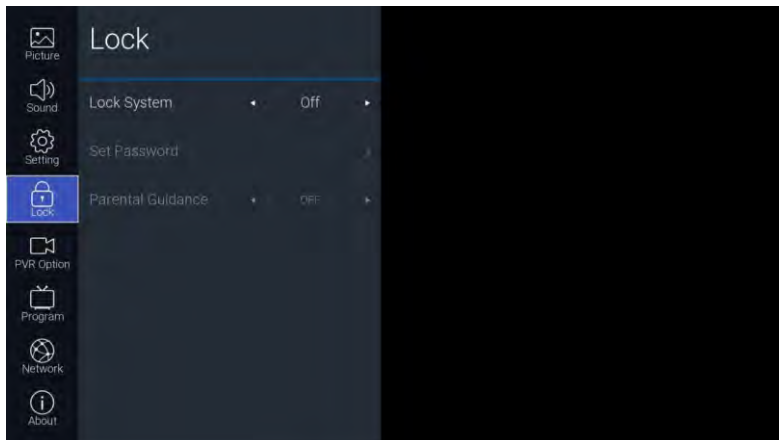 Picture
Sound
Setting
Lock
PVR Option
Program
Network
About
Lock
Lock System Off
Set Password
Parental Guidance OFF